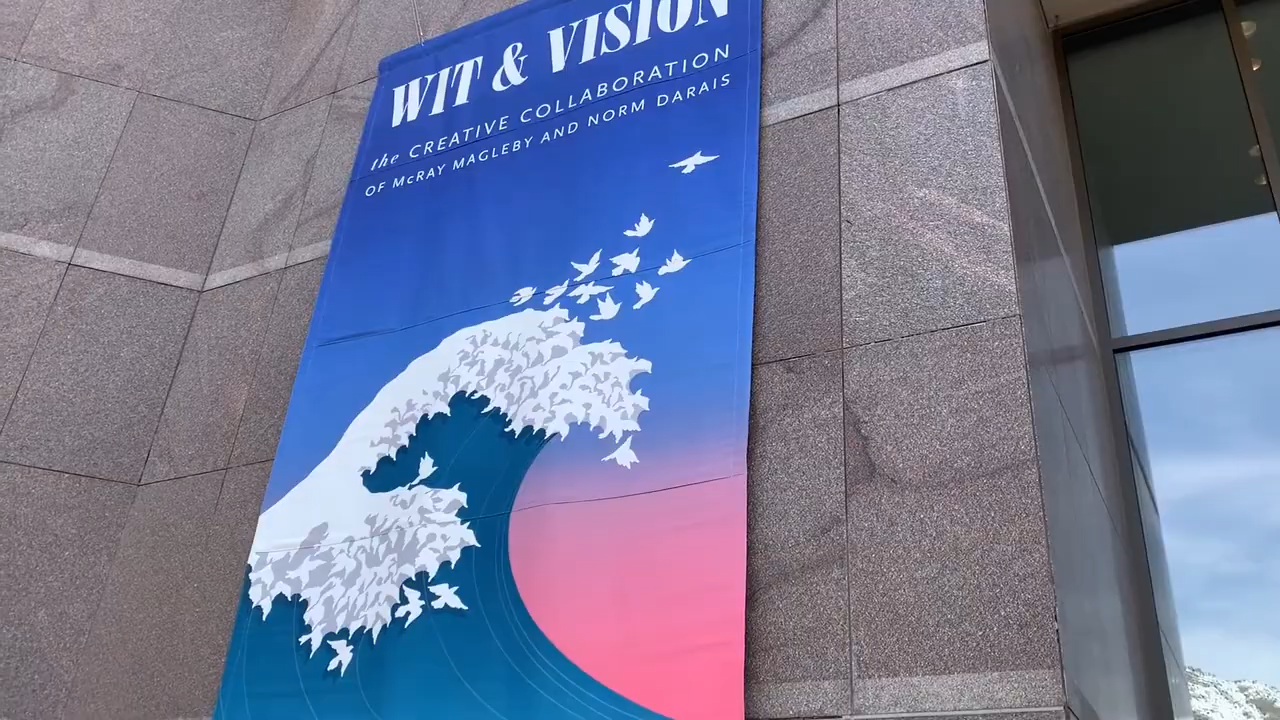 WIT & VISION
the CREATIVE COLLABORATION
OF McRAY MAGLEBY AND NORM DARAIS